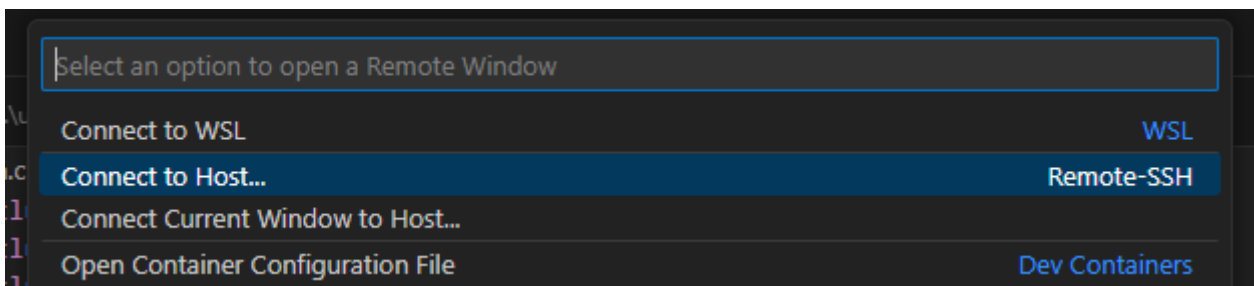 Select an option to open a Remote Window
Connect to WSL WSL
Connect to Host... Remote-SSH
Connect Current Window to Host...
Open Container Configuration File Dev Containers